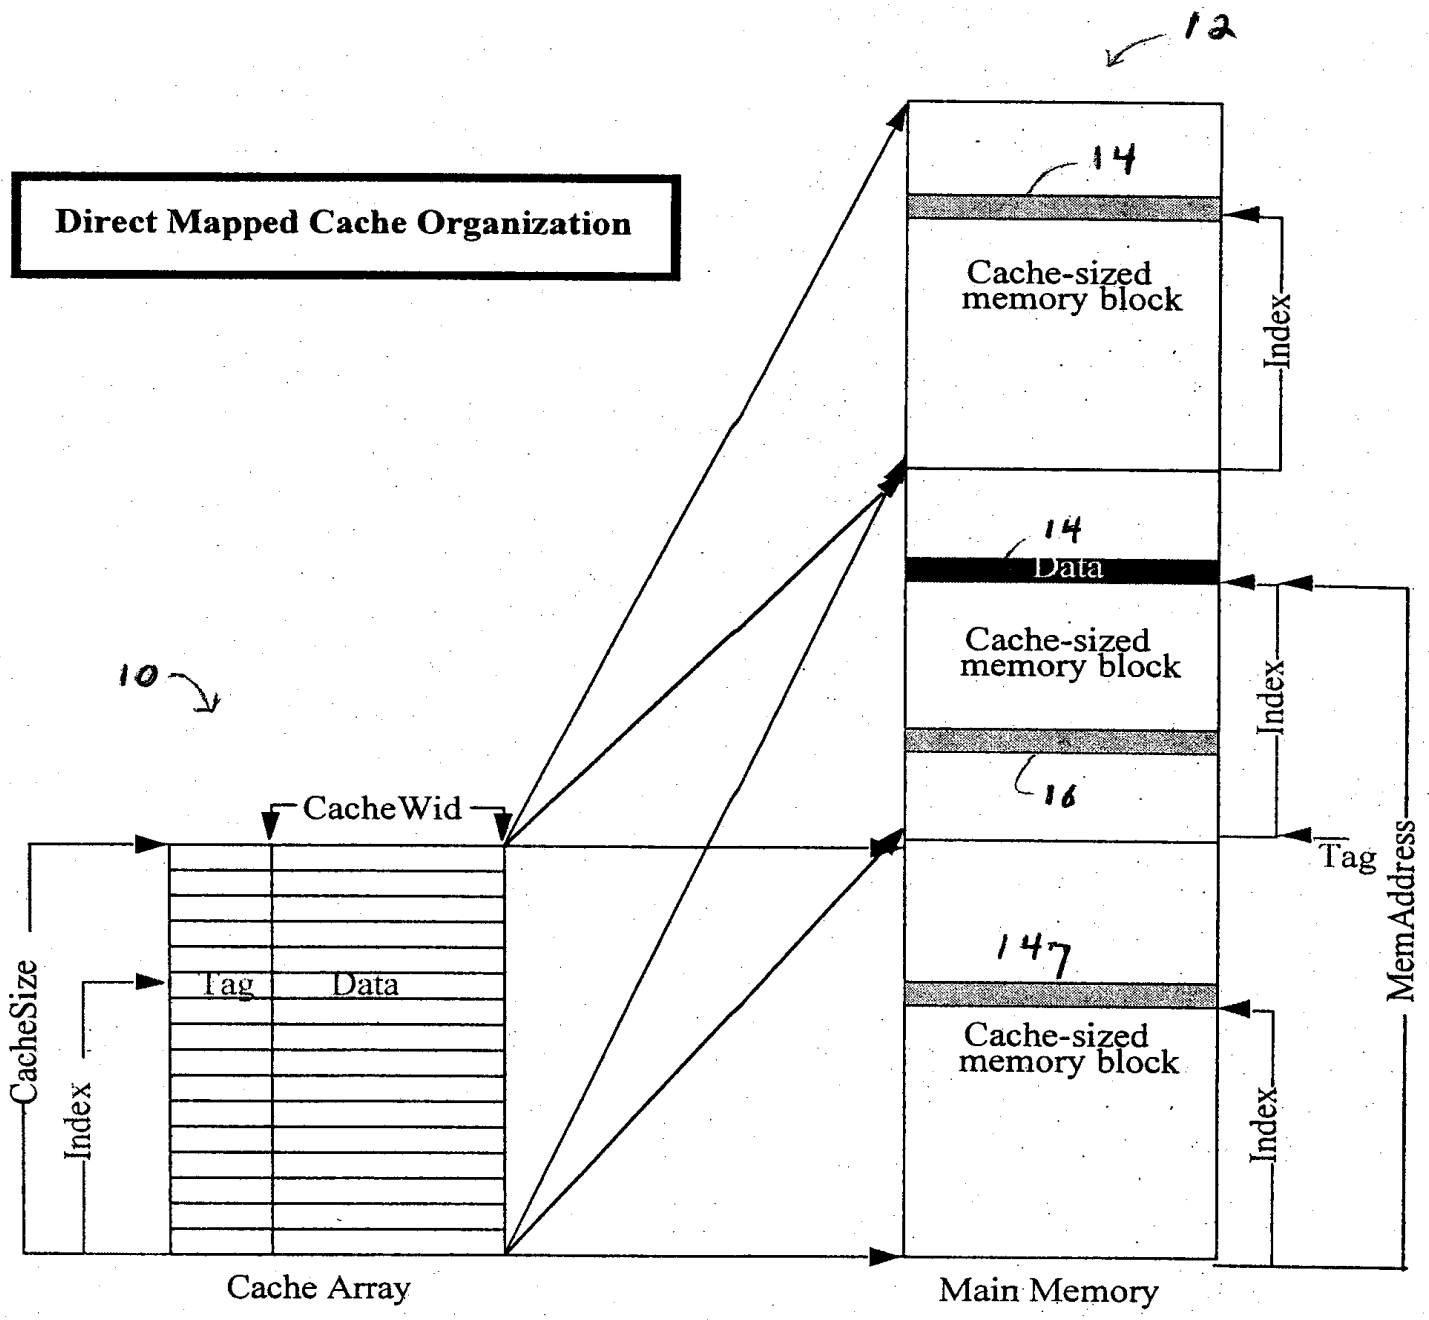 12
14
Direct Mapped Cache Organization
Cache-sized
memory block
Index
14
Data
Cache-sized
memory block
10
Index
16
CacheWid
Tag
MemAddress
147
Tag
Data
CacheSize
Index
Cache-sized
memory block
Index
Cache Array
Main Memory